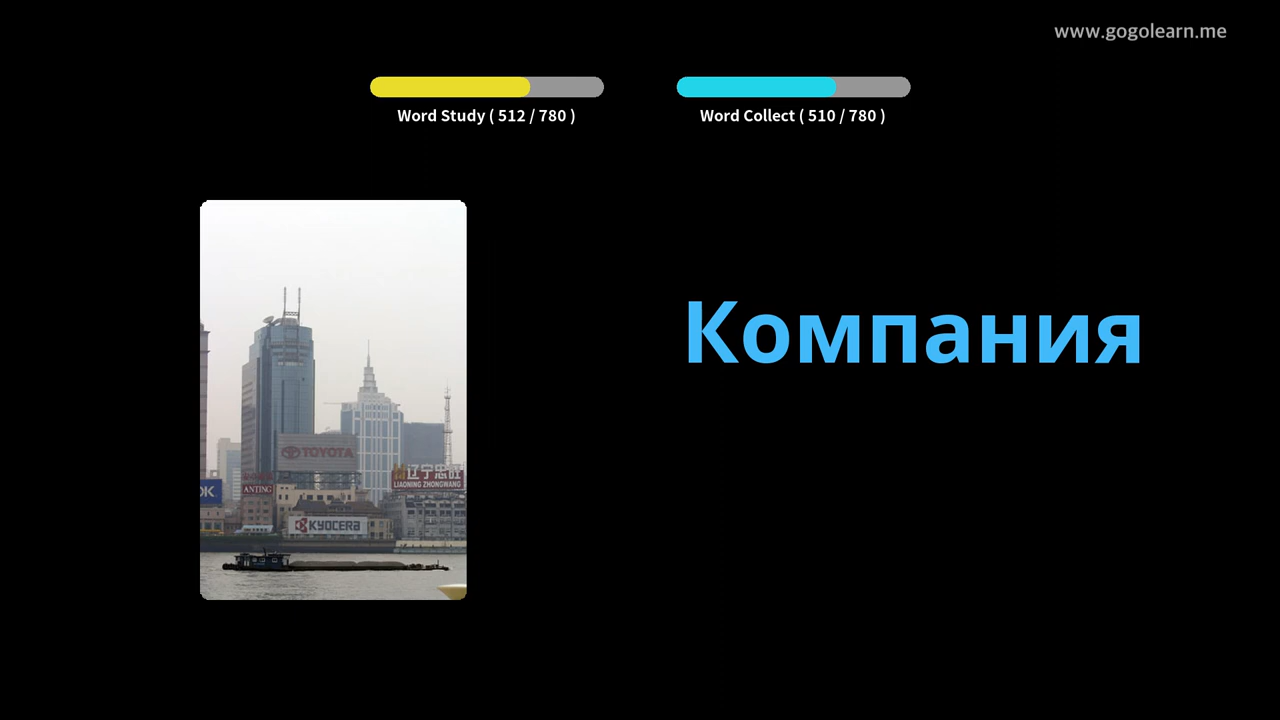 www.gogolearn.me
Word Study ( 512 / 780 )
Word Collect ( 510 / 780 )
Компания
TOYOTA
辽宁忠旺
LIAONING ZHONGWANG
ANTING
KYOCERA